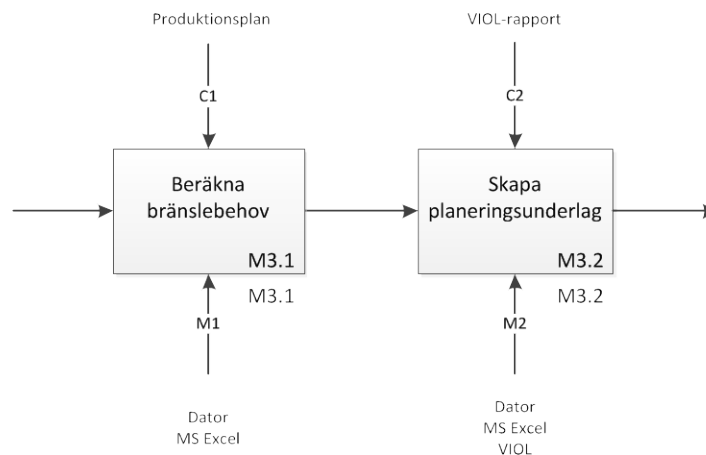 Produktionsplan
VIOL-rapport
C1
C2
Beräkna
bränslebehov
M3.1
Skapa
planeringsunderlag
M3.2
M3.1
M3.2
M1
M2
Dator
MS Excel
Dator
MS Excel
VIOL